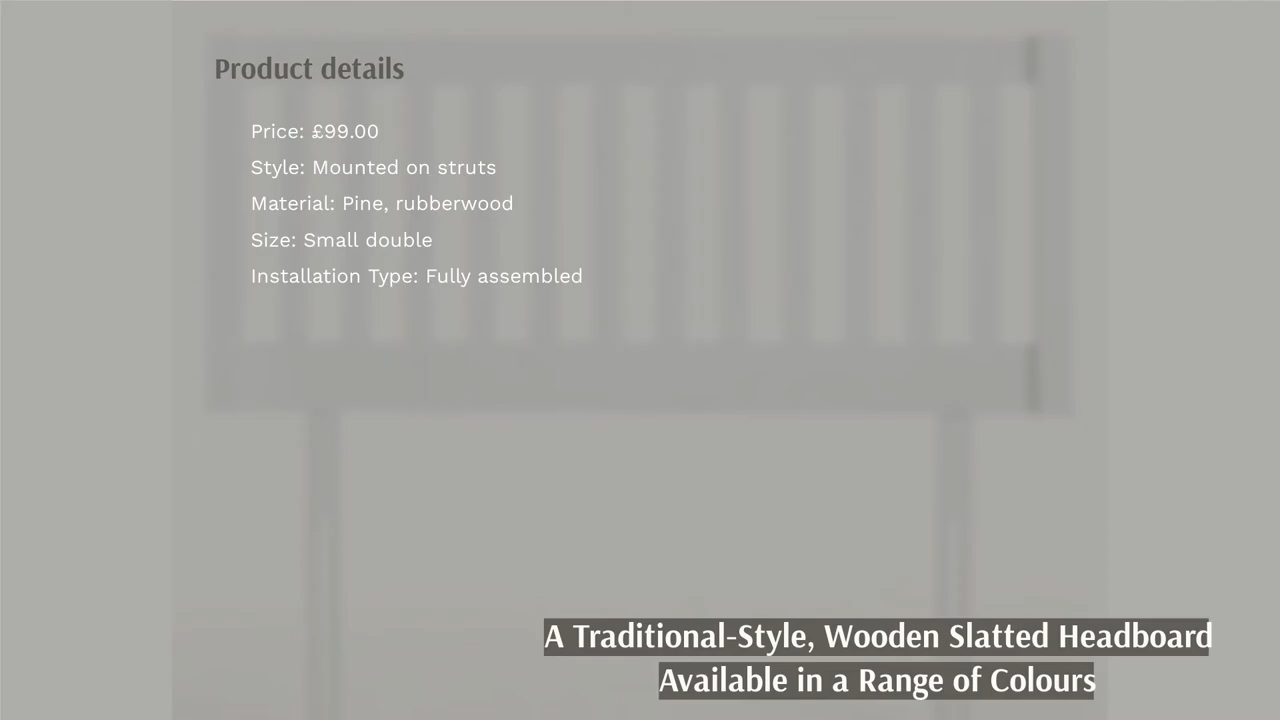 Product details
Price: £99.00
Style: Mounted on struts
Material: Pine, rubberwood
Size: Small double
Installation Type: Fully assembled
A Traditional-Style, Wooden Slatted Headboard
Available in a Range of Colours